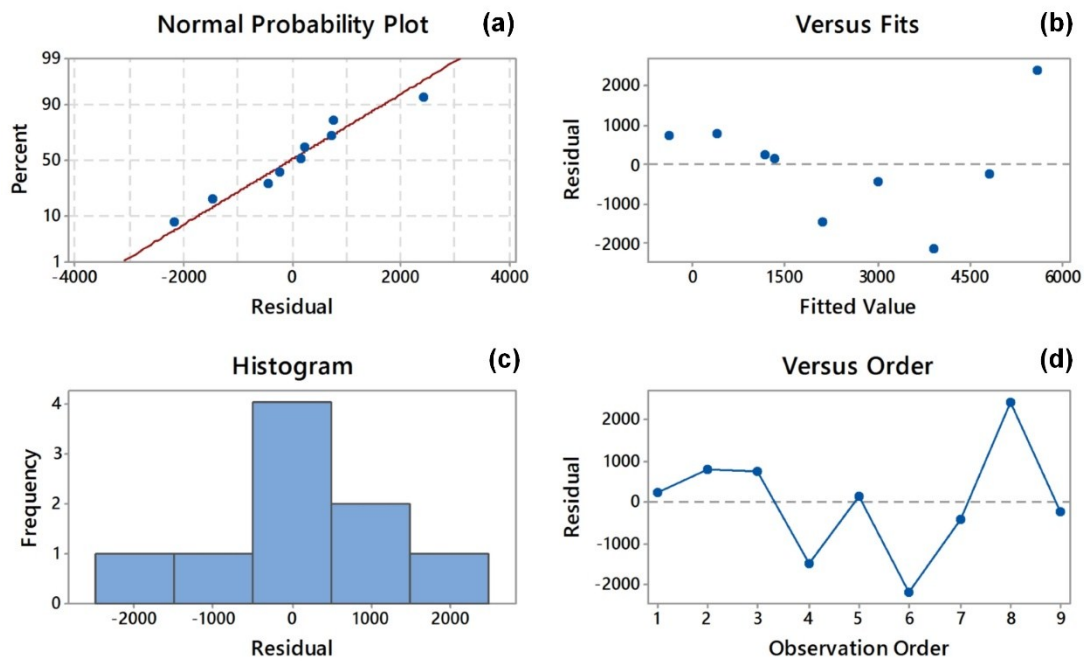 Normal Probability Plot (a)
99
90
50
10
1
Percent
-4000 -2000 0 2000 4000
Residual
Versus Fits (b)
2000
1000
0
-1000
-2000
Residual
0 1500 3000 4500 6000
Fitted Value
Histogram (c)
4
3
2
1
0
Frequency
-2000 -1000 0 1000 2000
Residual
Versus Order (d)
2000
1000
0
-1000
-2000
Residual
1 2 3 4 5 6 7 8 9
Observation Order